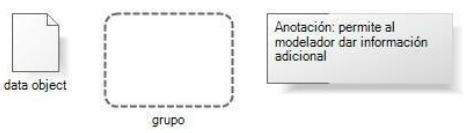 data object
grupo
Anotación: permite al
modelador dar información
adicional